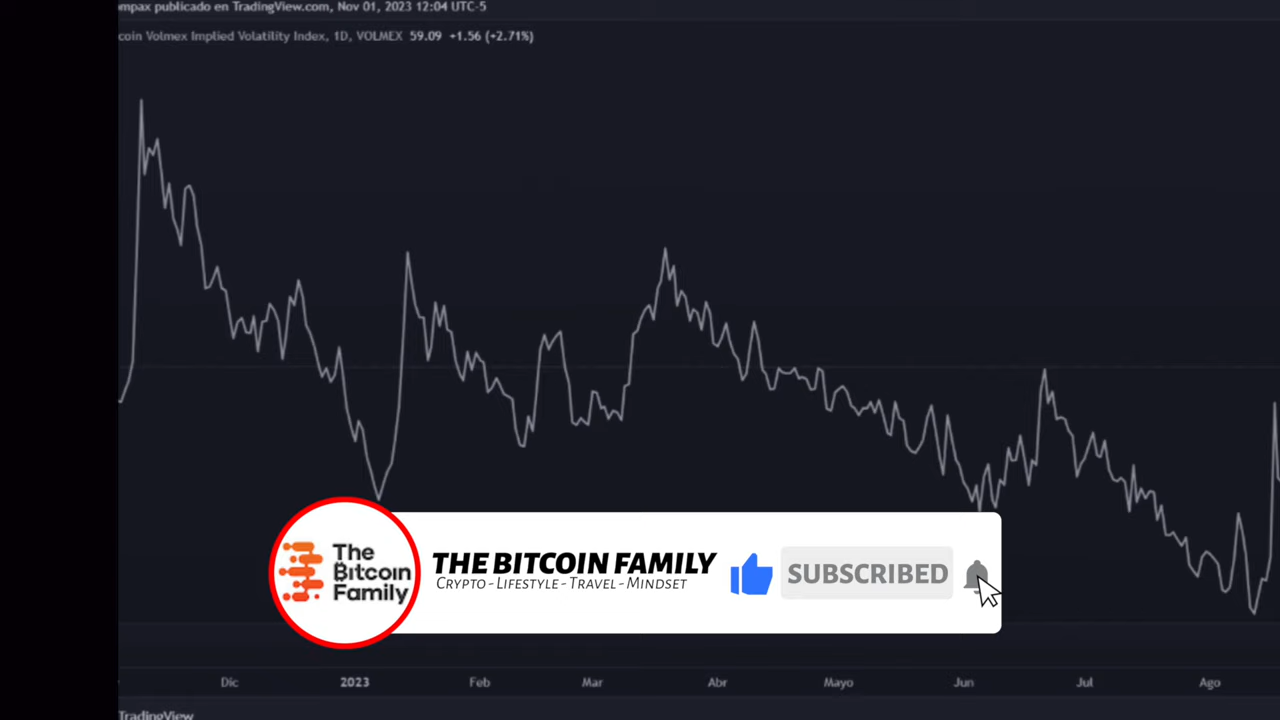 ompax publicado en TradingView.com, Nov 01, 2023 12:04 UTC-5
coin Volmex Implied Volatility Index, 1D, VOLMEX 59.09 +1.56 (+2.71%)
The
Bitcoin
Family
THE BITCOIN FAMILY
CRYPTO - LIFESTYLE - TRAVEL - MINDSET
SUBSCRIBED
Dic 2023 Feb Mar Abr Mayo Jun Jul Ago
TradingView